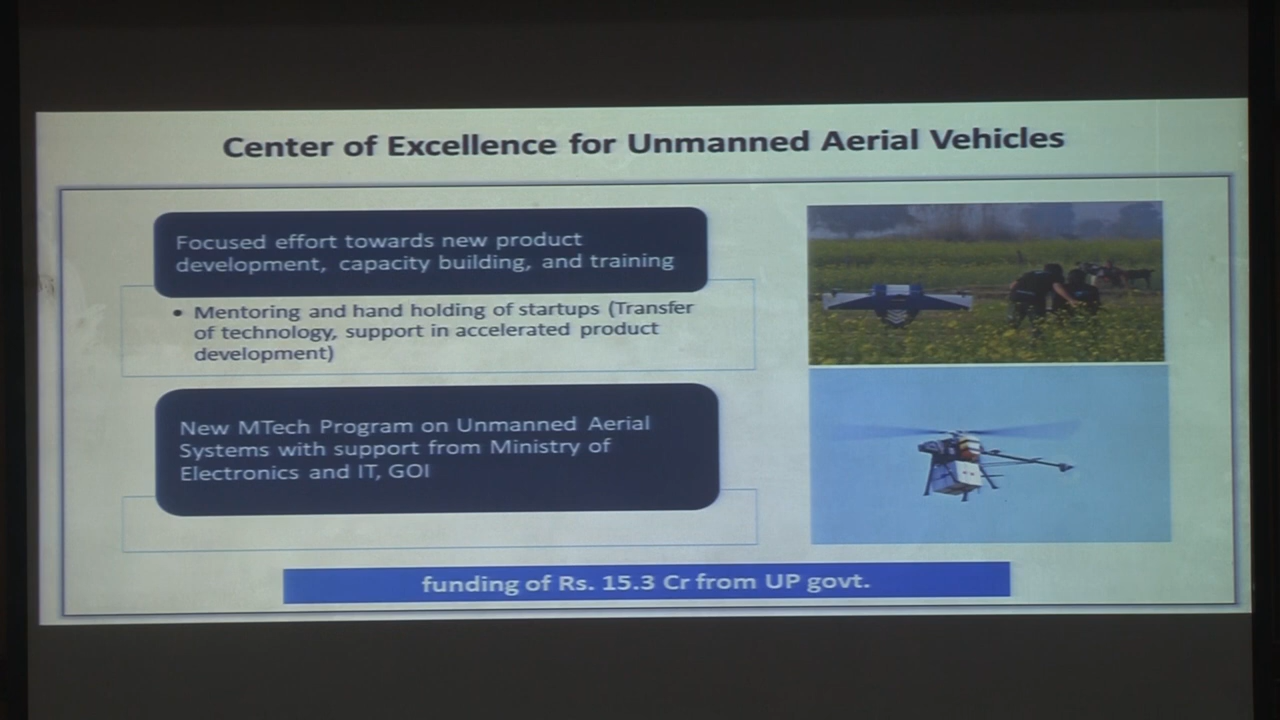 Center of Excellence for Unmanned Aerial Vehicles
Focused effort towards new product
development, capacity building, and training
• Mentoring and hand holding of startups (Transfer
of technology, support in accelerated product
development)
New MTech Program on Unmanned Aerial
Systems with support from Ministry of
Electronics and IT, GOI
funding of Rs. 15.3 Cr from UP govt.